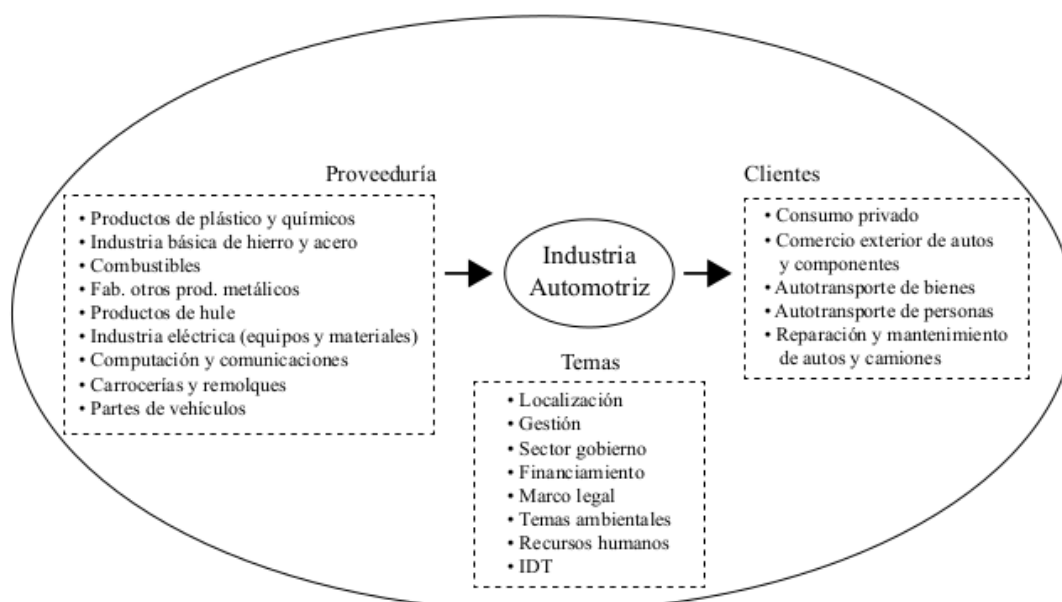 Proveeduría
• Productos de plástico y químicos
• Industria básica de hierro y acero
• Combustibles
• Fab. otros prod. metálicos
• Productos de hule
• Industria eléctrica (equipos y materiales)
• Computación y comunicaciones
• Carrocerías y remolques
• Partes de vehículos
Industria
Automotriz
Clientes
• Consumo privado
• Comercio exterior de autos
y componentes
• Autotransporte de bienes
• Autotransporte de personas
• Reparación y mantenimiento
de autos y camiones
Temas
• Localización
• Gestión
• Sector gobierno
• Financiamiento
• Marco legal
• Temas ambientales
• Recursos humanos
• IDT